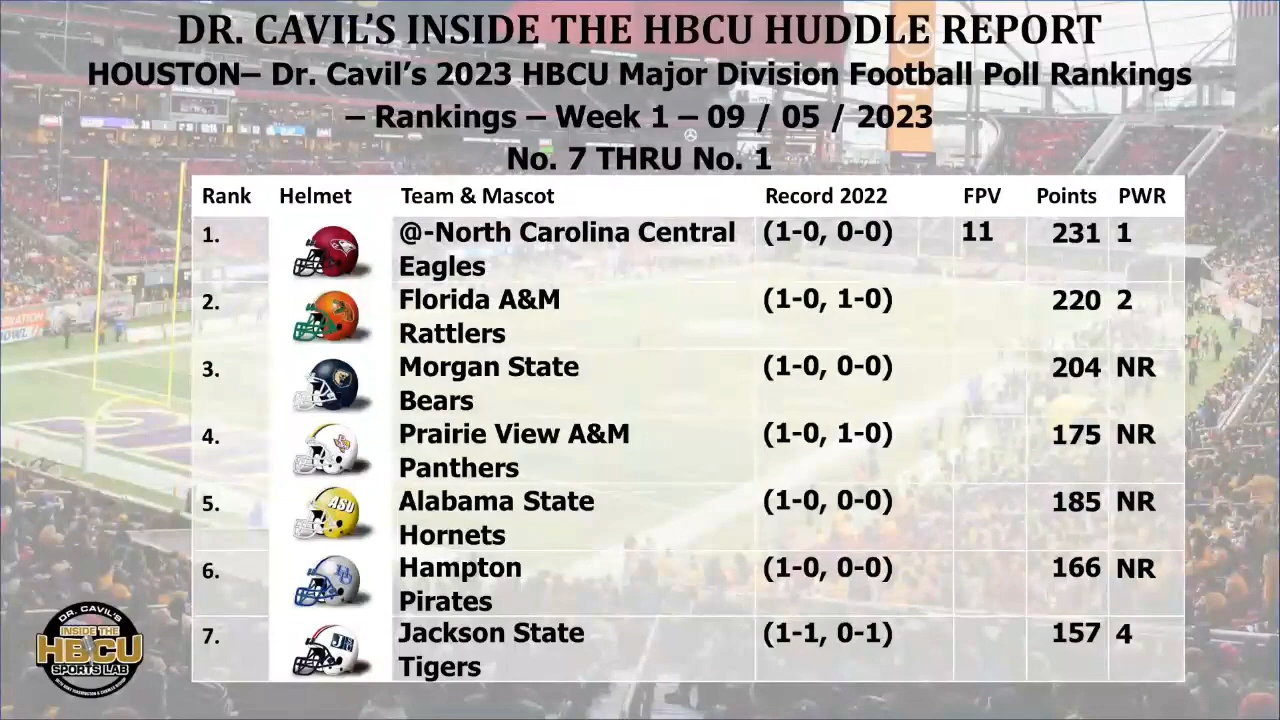 DR. CAVIL'S INSIDE THE HBCU HUDDLE REPORT
HOUSTON– Dr. Cavil's 2023 HBCU Major Division Football Poll Rankings
– Rankings – Week 1 – 09 / 05 / 2023
No. 7 THRU No. 1
Rank Helmet Team & Mascot Record 2022 FPV Points PWR
1. @-North Carolina Central (1-0, 0-0) 11 231 1
Eagles
2. Florida A&M (1-0, 1-0) 220 2
Rattlers
3. Morgan State (1-0, 0-0) 204 NR
Bears
4. Prairie View A&M (1-0, 1-0) 175 NR
Panthers
5. Alabama State (1-0, 0-0) 185 NR
ASU
Hornets
6. Hampton (1-0, 0-0) 166 NR
Pirates
7. Jackson State (1-1, 0-1) 157 4
Tigers
DR. CAVIL'S
INSIDE THE
HBCU
SPORTS LAB